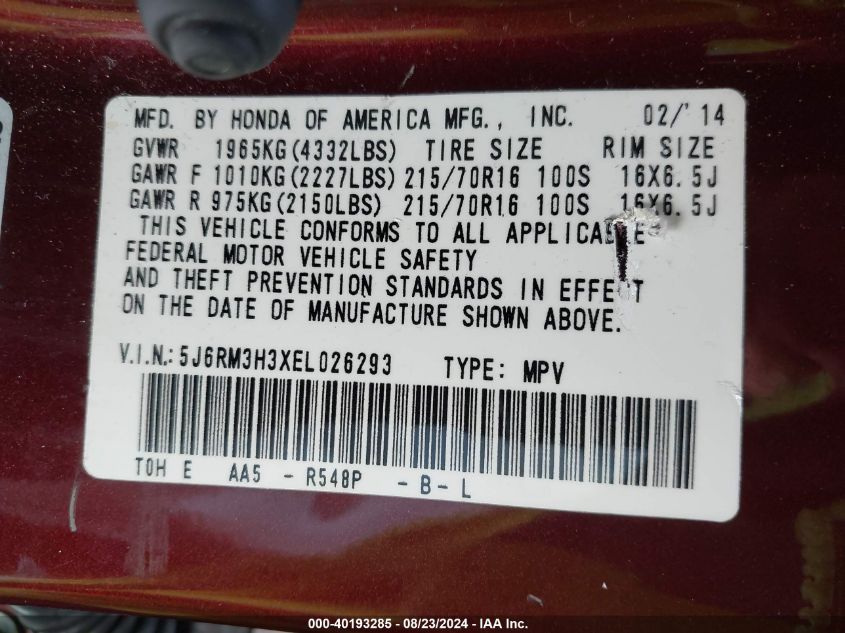 MFD. BY HONDA OF AMERICA MFG., INC. 02/'14
GVWR 1965KG(4332LBS) TIRE SIZE RIM SIZE
GAWR F 1010KG(2227LBS) 215/70R16 100S 16X6.5J
GAWR R 975KG(2150LBS) 215/70R16 100S 16X6.5J
THIS VEHICLE CONFORMS TO ALL APPLICABLE
FEDERAL MOTOR VEHICLE SAFETY
AND THEFT PREVENTION STANDARDS IN EFFECT
ON THE DATE OF MANUFACTURE SHOWN ABOVE.
V.I.N.: 5J6RM3H3XEL026293 TYPE: MPV
T0H E AA5 - R548P - B - L
000-40193285 - 08/23/2024 - IAA Inc.